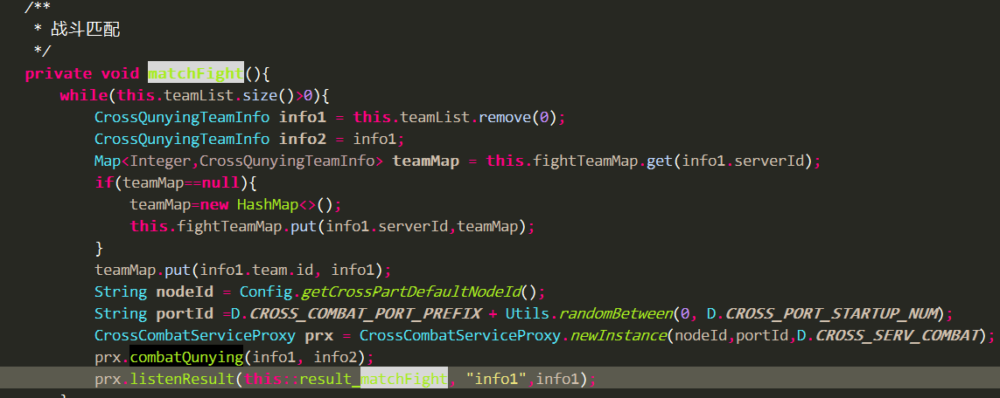 /**
 * 战斗匹配
 */
private void matchFight(){
    while(this.teamList.size()>0){
        CrossQunyingTeamInfo info1 = this.teamList.remove(0);
        CrossQunyingTeamInfo info2 = info1;
        Map<Integer,CrossQunyingTeamInfo> teamMap = this.fightTeamMap.get(info1.serverId);
        if(teamMap==null){
            teamMap=new HashMap<>();
            this.fightTeamMap.put(info1.serverId,teamMap);
        }
        teamMap.put(info1.team.id, info1);
        String nodeId = Config.getCrossPartDefaultNodeId();
        String portId =D.CROSS_COMBAT_PORT_PREFIX + Utils.randomBetween(0, D.CROSS_PORT_STARTUP_NUM);
        CrossCombatServiceProxy prx = CrossCombatServiceProxy.newInstance(nodeId,portId,D.CROSS_SERV_COMBAT);
        prx.combatQunying(info1, info2);
        prx.listenResult(this::result_matchFight, "info1",info1);